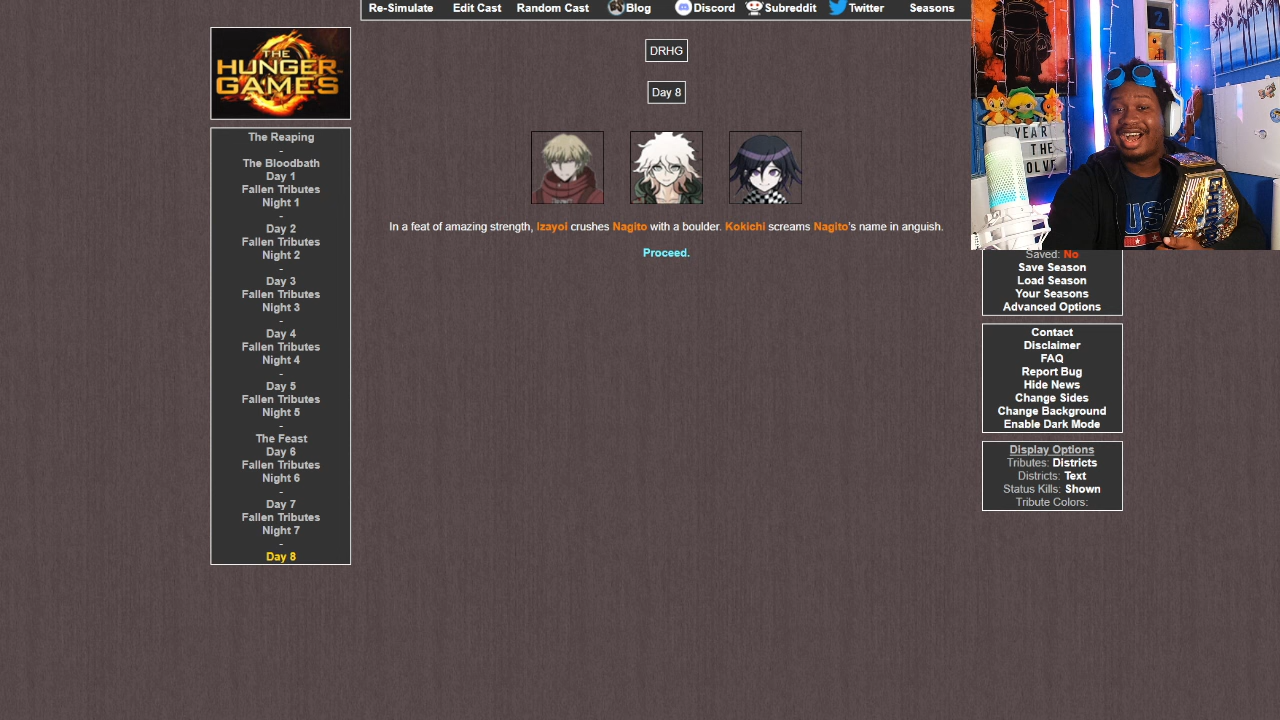 Re-Simulate Edit Cast Random Cast Blog Discord Subreddit Twitter Seasons
THE
HUNGER
GAMES
DRHG
Day 8
In a feat of amazing strength, Izayoi crushes Nagito with a boulder. Kokichi screams Nagito's name in anguish.
Proceed.
The Reaping
-
The Bloodbath
Day 1
Fallen Tributes
Night 1
-
Day 2
Fallen Tributes
Night 2
-
Day 3
Fallen Tributes
Night 3
-
Day 4
Fallen Tributes
Night 4
-
Day 5
Fallen Tributes
Night 5
-
The Feast
Day 6
Fallen Tributes
Night 6
-
Day 7
Fallen Tributes
Night 7
-
Day 8
2
YEAR
THE
OLVE
US
Saved: No
Save Season
Load Season
Your Seasons
Advanced Options
Contact
Disclaimer
FAQ
Report Bug
Hide News
Change Sides
Change Background
Enable Dark Mode
Display Options
Tributes: Districts
Districts: Text
Status Kills: Shown
Tribute Colors: